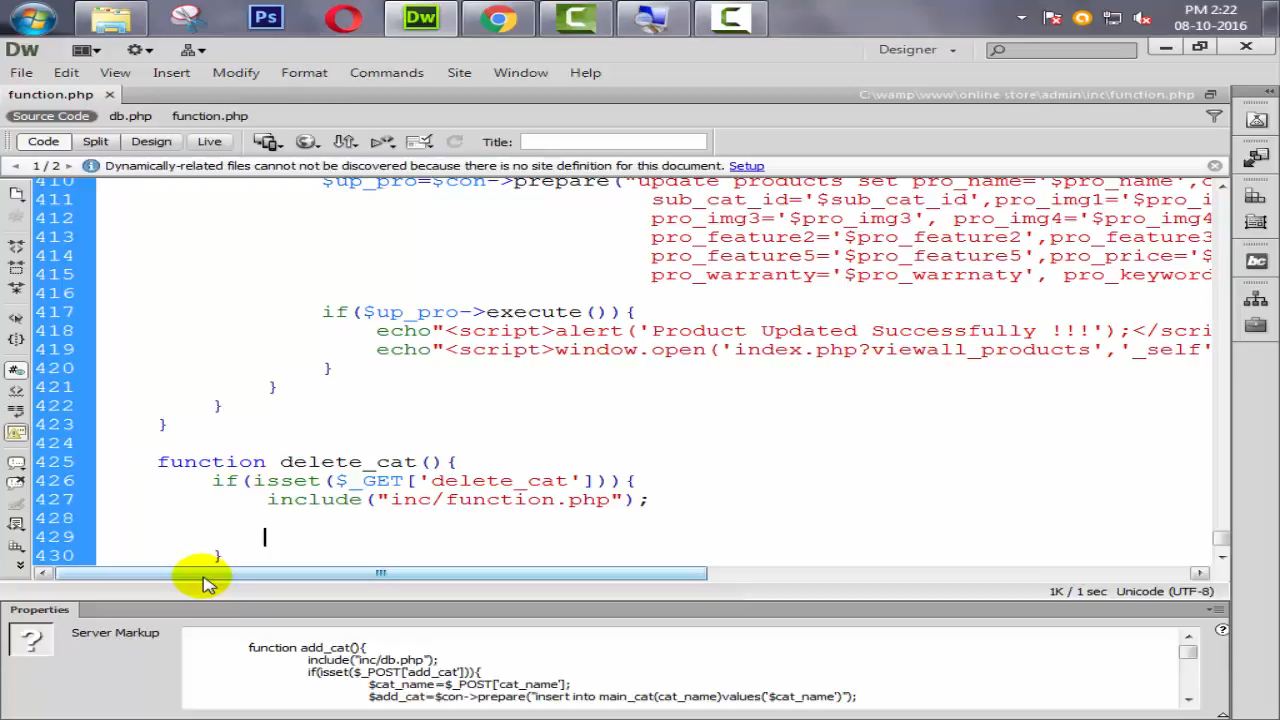 Ps
Dw
PM 2:22
08-10-2016
Dw
Designer
File Edit View Insert Modify Format Commands Site Window Help
function.php
C:\wamp\www\online store\admin\inc\function.php
Source Code db.php function.php
Code Split Design Live Title:
1 / 2 Dynamically-related files cannot not be discovered because there is no site definition for this document. Setup
410 $up_pro=$con->prepare("update products set pro_name='$pro_name',c
411 sub_cat_id='$sub_cat_id',pro_img1='$pro_i
412 pro_img3='$pro_img3', pro_img4='$pro_img4
413 pro_feature2='$pro_feature2',pro_feature3
414 pro_feature5='$pro_feature5',pro_price='$
415 pro_warranty='$pro_warrnaty', pro_keyword
416
417 if($up_pro->execute()){
418 echo"<script>alert('Product Updated Successfully !!!');</scri
419 echo"<script>window.open('index.php?viewall_products','_self'
420 }
421 }
422 }
423 }
424
425 function delete_cat(){
426 if(isset($_GET['delete_cat'])){
427 include("inc/function.php");
428
429
430 }
1K / 1 sec Unicode (UTF-8)
Properties
Server Markup
function add_cat(){
include("inc/db.php");
if(isset($_POST['add_cat'])){
$cat_name=$_POST['cat_name'];
$add_cat=$con->prepare("insert into main_cat(cat_name)values('$cat_name')");